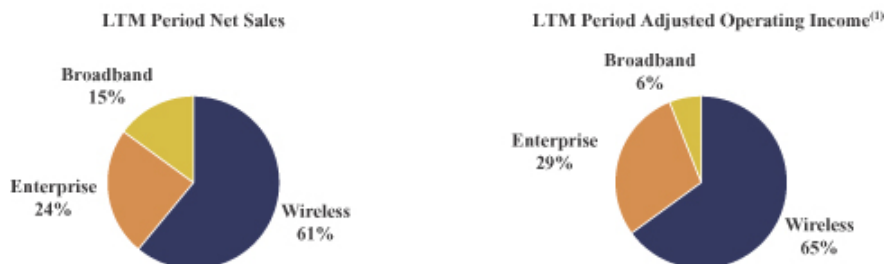 LTM Period Net Sales
Broadband
15%
Enterprise
24%
Wireless
61%
LTM Period Adjusted Operating Income(1)
Broadband
6%
Enterprise
29%
Wireless
65%